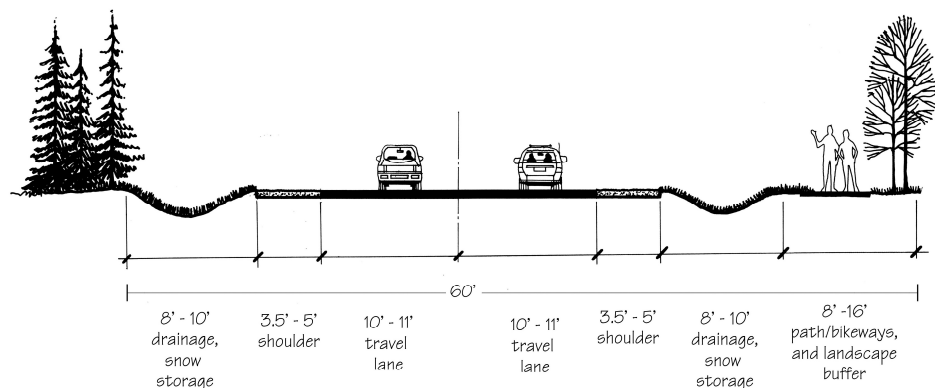 60'
8' - 10'
drainage,
snow
storage
3.5' - 5'
shoulder
10' - 11'
travel
lane
10' - 11'
travel
lane
3.5' - 5'
shoulder
8' - 10'
drainage,
snow
storage
8' -16'
path/bikeways,
and landscape
buffer